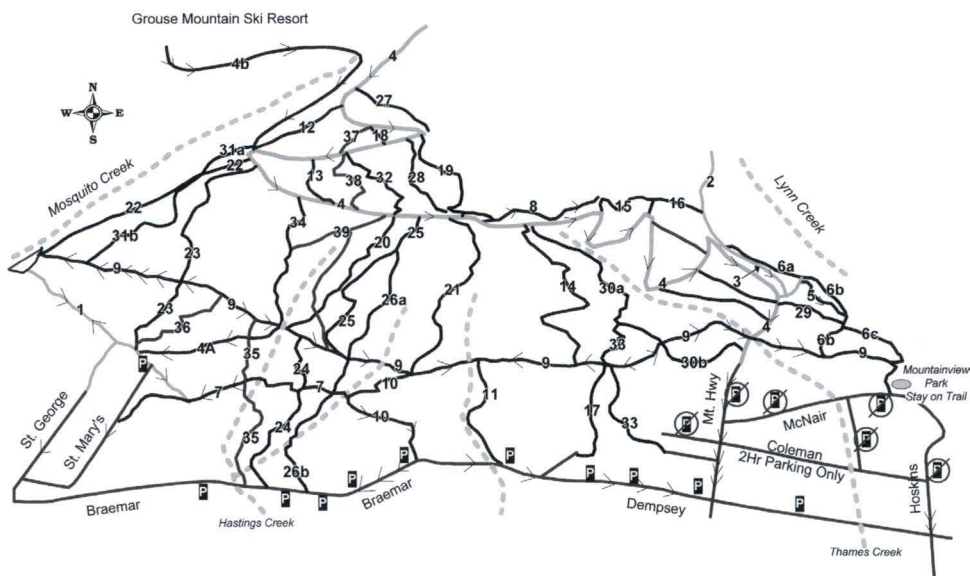 Grouse Mountain Ski Resort
4b
4
27
N
W E
S
12
37
18
31a
22
13
38
32
28
19
Mosquito Creek
2
Lynn Creek
22
4
8
15
16
31b
34
39
20
25
23
6a
3
6b
5
9
26a
21
14
30a
4
29
1
23
36
9
25
4
6c
4A
35
33
9
6b
9
P
24
9
9
30b
Mountainview
Park
Stay on Trail
7
7
10
11
Mt. Hwy
P
P
P
St. George
St. Mary's
10
17
33
P
McNair
P
24
35
Coleman
2Hr Parking Only
26b
P
P
P
P
P
P
P
P
P
P
P
Braemar
Braemar
Dempsey
Hoskins
Hastings Creek
Thames Creek